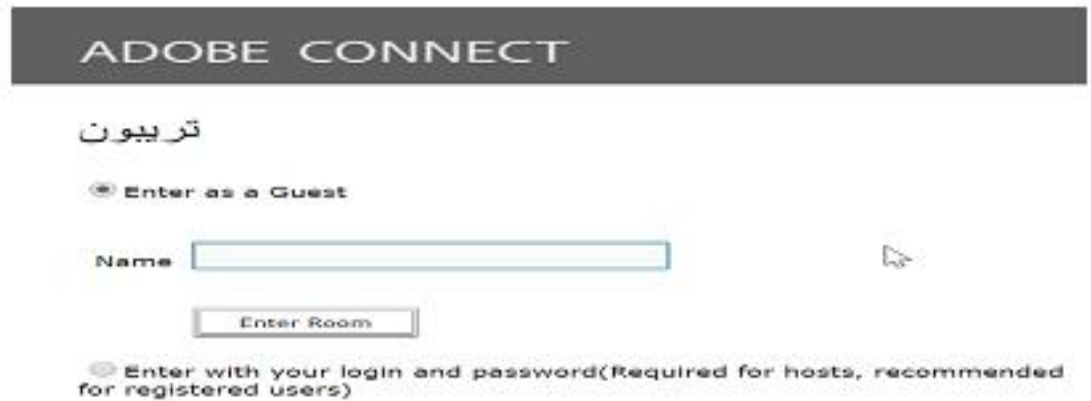 ADOBE CONNECT
تریبون
Enter as a Guest
Name
Enter Room
Enter with your login and password(Required for hosts, recommended
for registered users)